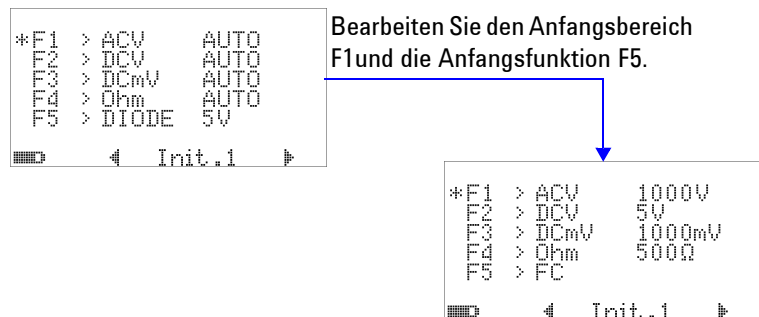 *F1 > ACV AUTO
F2 > DCV AUTO
F3 > DCmV AUTO
F4 > Ohm AUTO
F5 > DIODE 5V
Init.1
Bearbeiten Sie den Anfangsbereich
F1und die Anfangsfunktion F5.
*F1 > ACV 1000V
F2 > DCV 5V
F3 > DCmV 1000mV
F4 > Ohm 500Ω
F5 > FC
Init.1